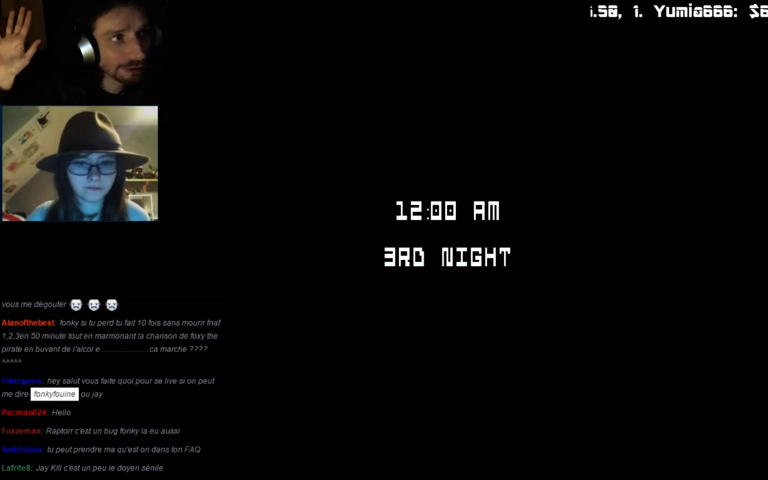 .50, 1. Yumia666: $6
12:00 AM
3RD NIGHT
vous me dégouter
Alanofthebest: fonky si tu perd tu fait 10 fois sans mourir fnaf
1,2,3en 50 minute tout en marmonant la chanson de foxy the
pirate en buvant de l'alcol e ........................ca marche ????
^^^^^
hey salut vous faite quoi pour se live si on peut
me dire fonkyfouine ou jay
Pacman024: Hello
Foxzeman: Raptorr c'est un bug fonky la eu aussi
tu peut prendre ma qu'est on dans ton FAQ
Lafrite8: Jay Kill c'est un peu le doyen sénile